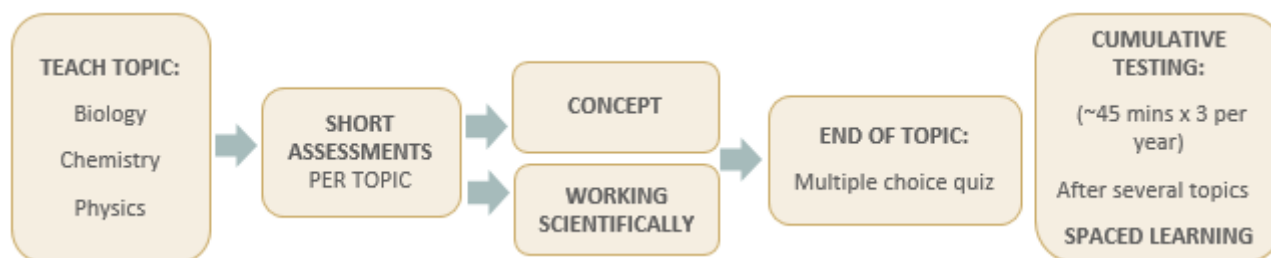 TEACH TOPIC:
Biology
Chemistry
Physics
SHORT
ASSESSMENTS
PER TOPIC
CONCEPT
WORKING
SCIENTIFICALLY
END OF TOPIC:
Multiple choice quiz
CUMULATIVE
TESTING:
(~45 mins x 3 per
year)
After several topics
SPACED LEARNING